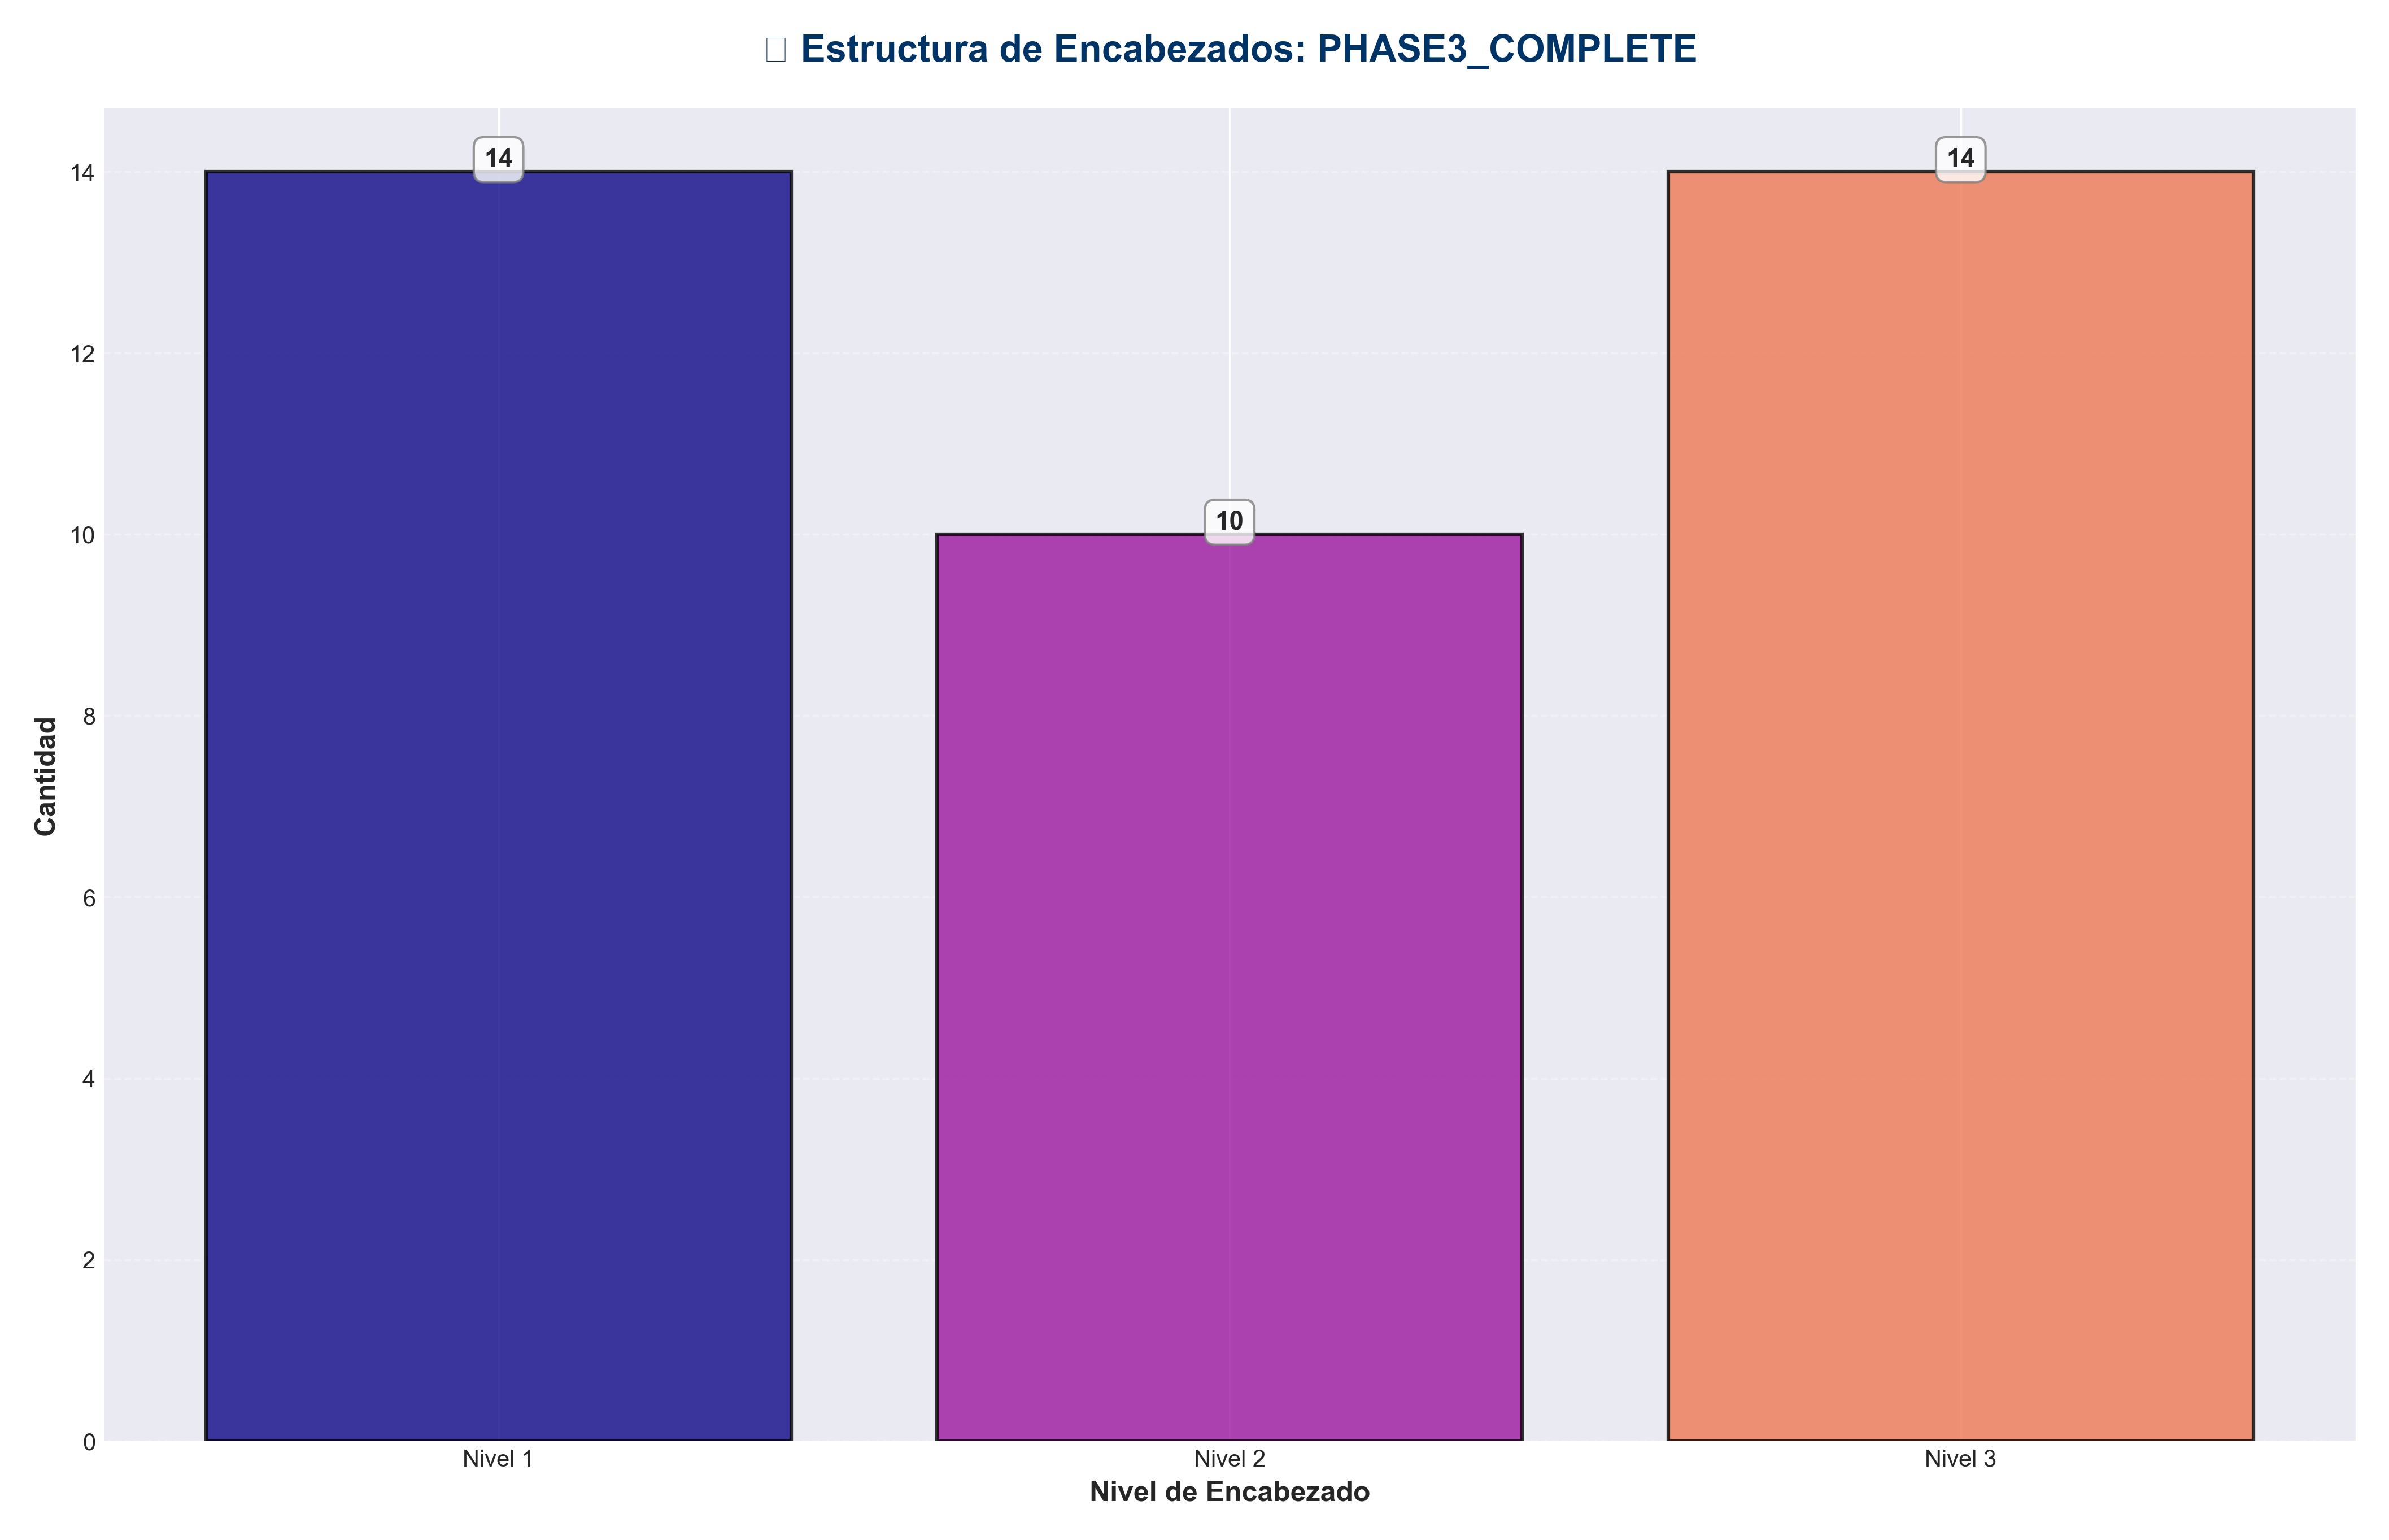 Estructura de Encabezados: PHASE3_COMPLETE
14
14
14
12
10
10
8
6
4
2
0
Cantidad
Nivel 1
Nivel 2
Nivel 3
Nivel de Encabezado